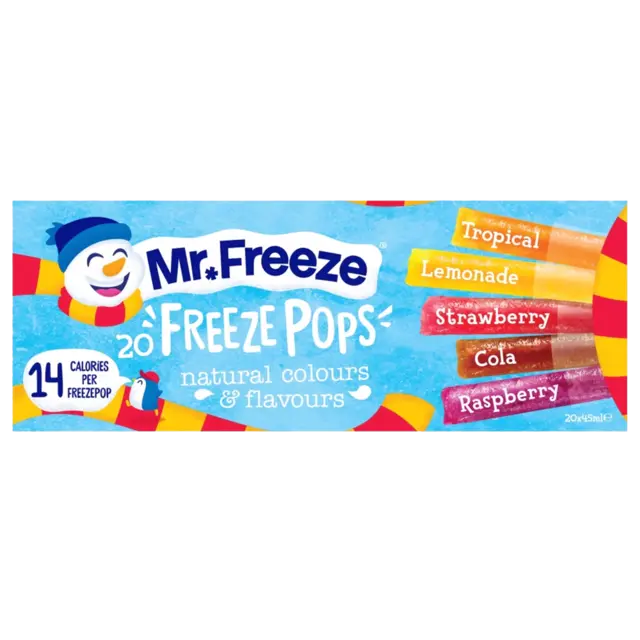 Mr.Freeze
20 FREEZE POPS
natural colours
& flavours
14 CALORIES
PER
FREEZEPOP
Tropical
Lemonade
Strawberry
Cola
Raspberry
20x45ml℮